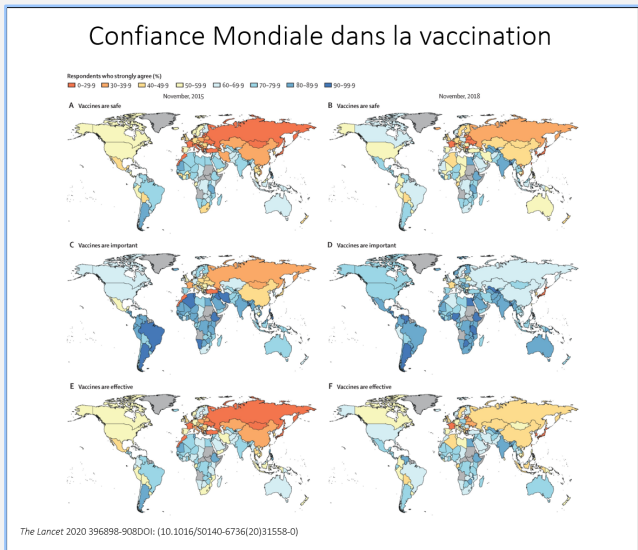 Confiance Mondiale dans la vaccination
Respondents who strongly agree (%)
0–29·9 30–39·9 40–49·9 50–59·9 60–69·9 70–79·9 80–89·9 90–99·9
November, 2015 November, 2018
A Vaccines are safe B Vaccines are safe
C Vaccines are important D Vaccines are important
E Vaccines are effective F Vaccines are effective
The Lancet 2020 396898-908DOI: (10.1016/S0140-6736(20)31558-0)